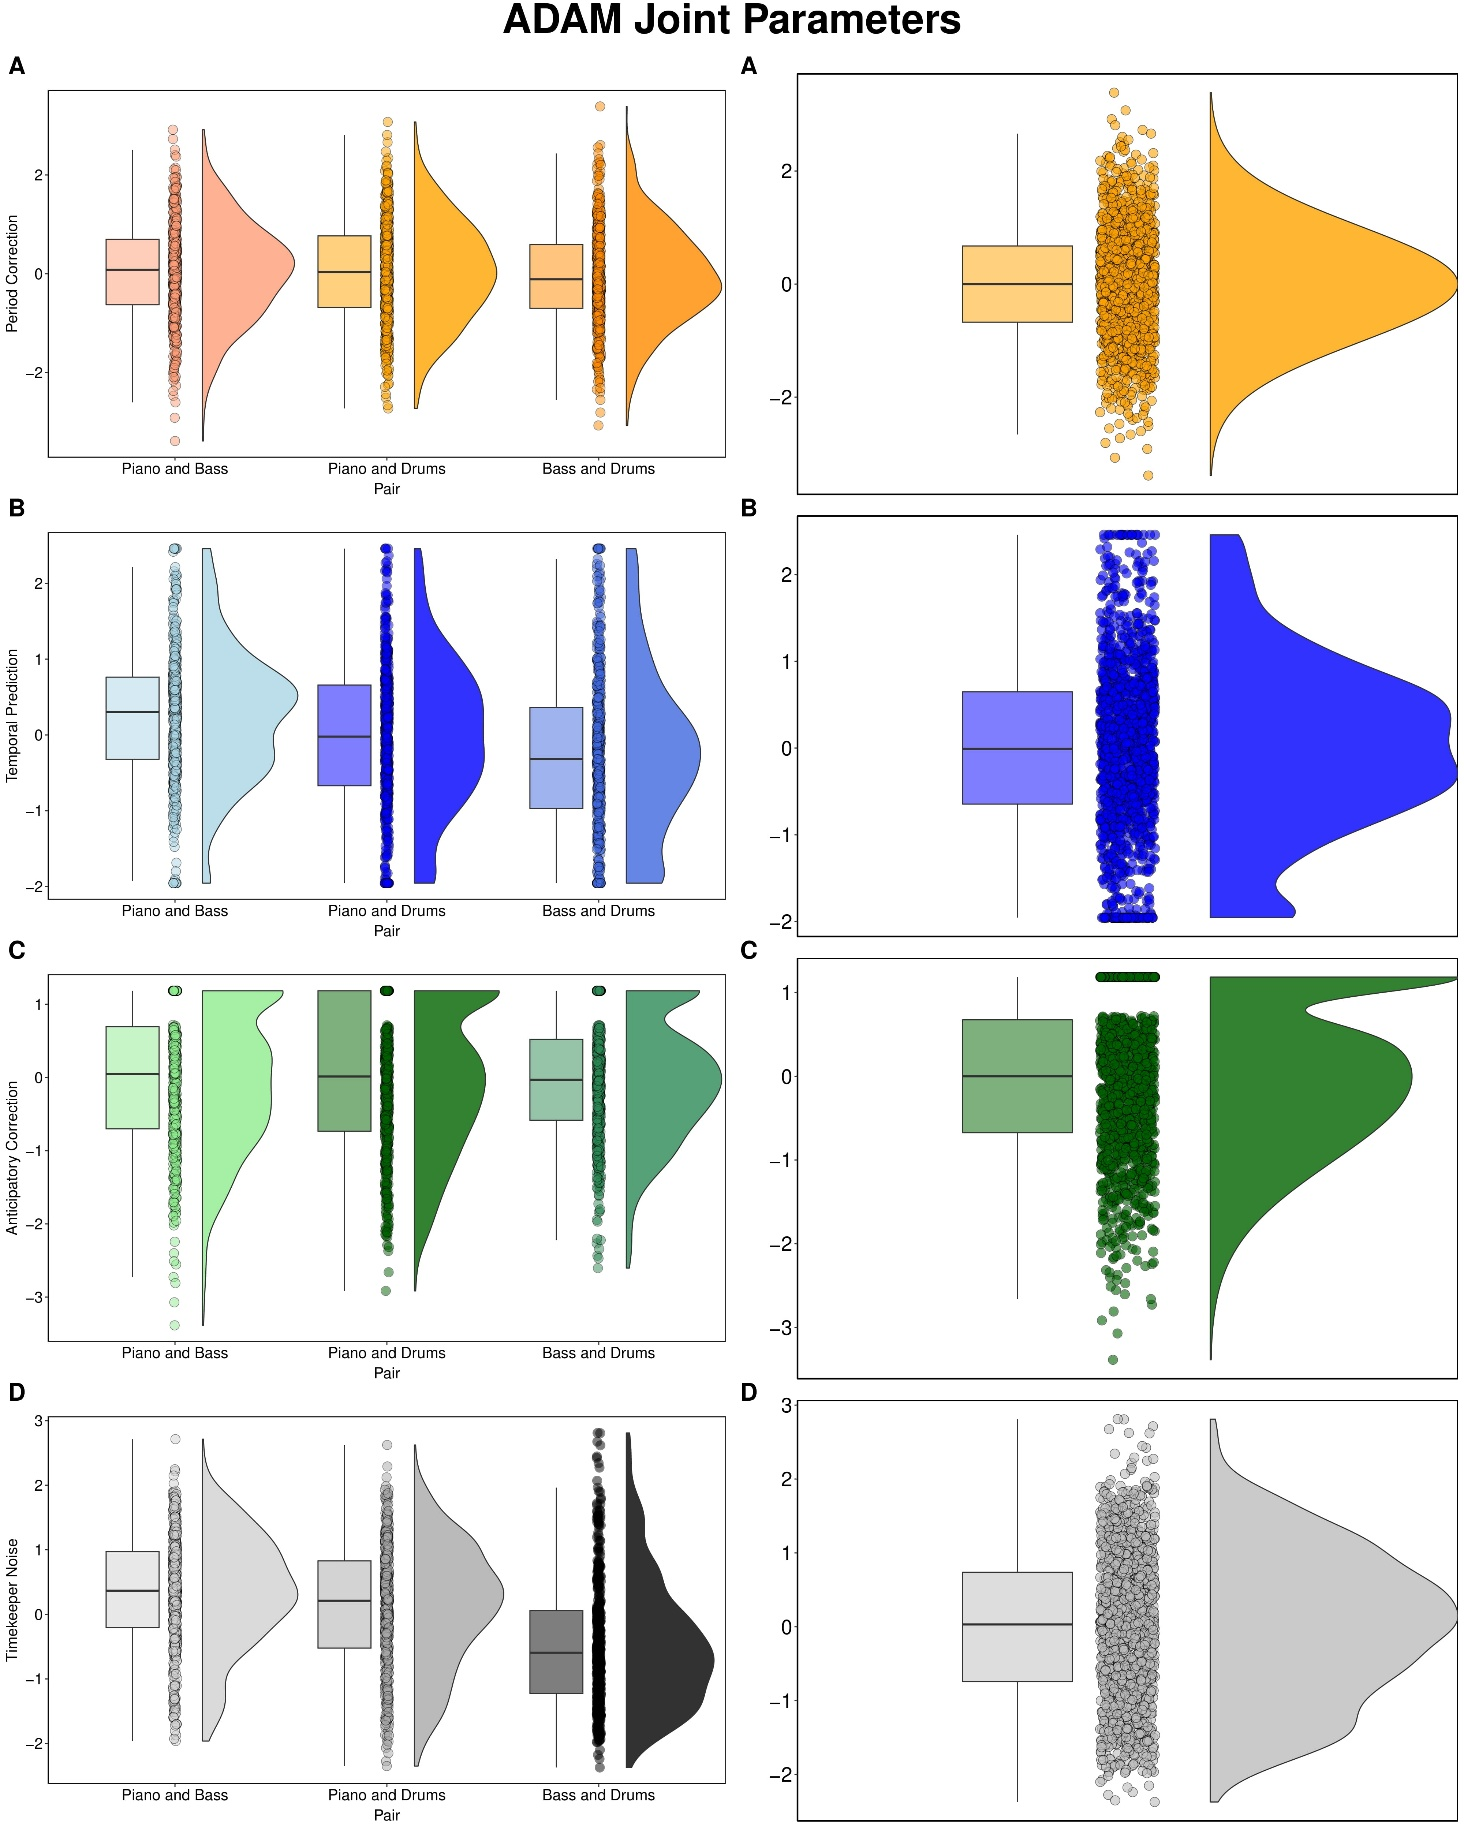 ADAM Joint Parameters
A
Period Correction
2
0
−2
Piano and Bass Piano and Drums Bass and Drums
Pair
A
2
0
−2
B
Temporal Prediction
2
1
0
−1
−2
Piano and Bass Piano and Drums Bass and Drums
Pair
B
2
1
0
−1
−2
C
Anticipatory Correction
1
0
−1
−2
−3
Piano and Bass Piano and Drums Bass and Drums
Pair
C
1
0
−1
−2
−3
D
Timekeeper Noise
3
2
1
0
−1
−2
Piano and Bass Piano and Drums Bass and Drums
Pair
D
3
2
1
0
−1
−2